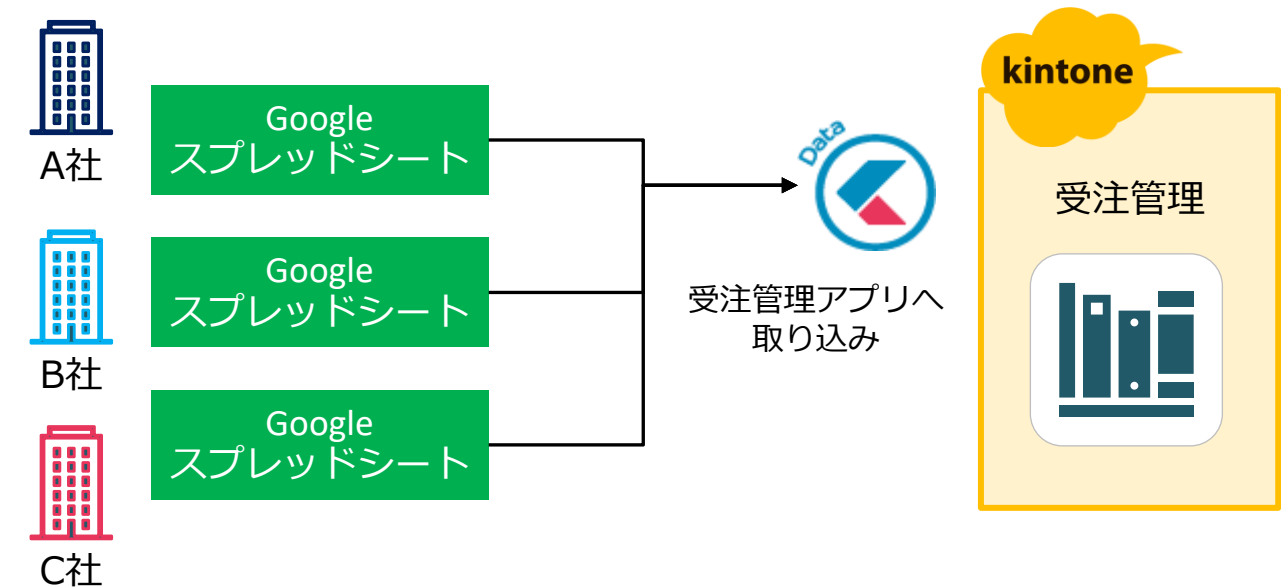 A社
Google
スプレッドシート
B社
Google
スプレッドシート
C社
Google
スプレッドシート
Data
受注管理アプリへ
取り込み
kintone
受注管理